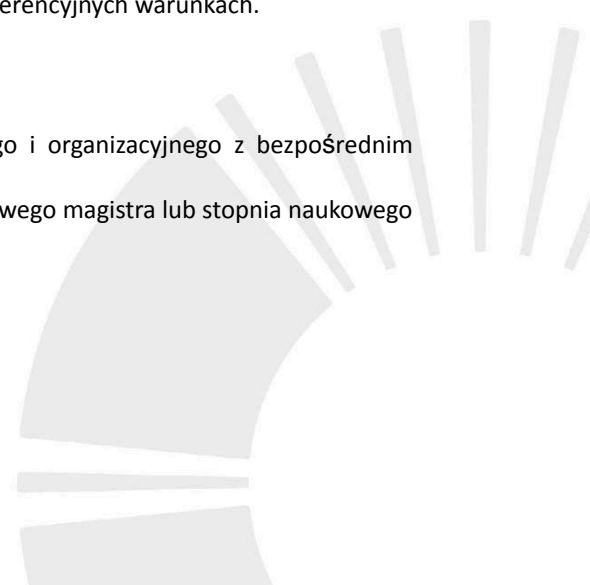 erencyjnych warunkach.
go i organizacyjnego z bezpośrednim
wego magistra lub stopnia naukowego